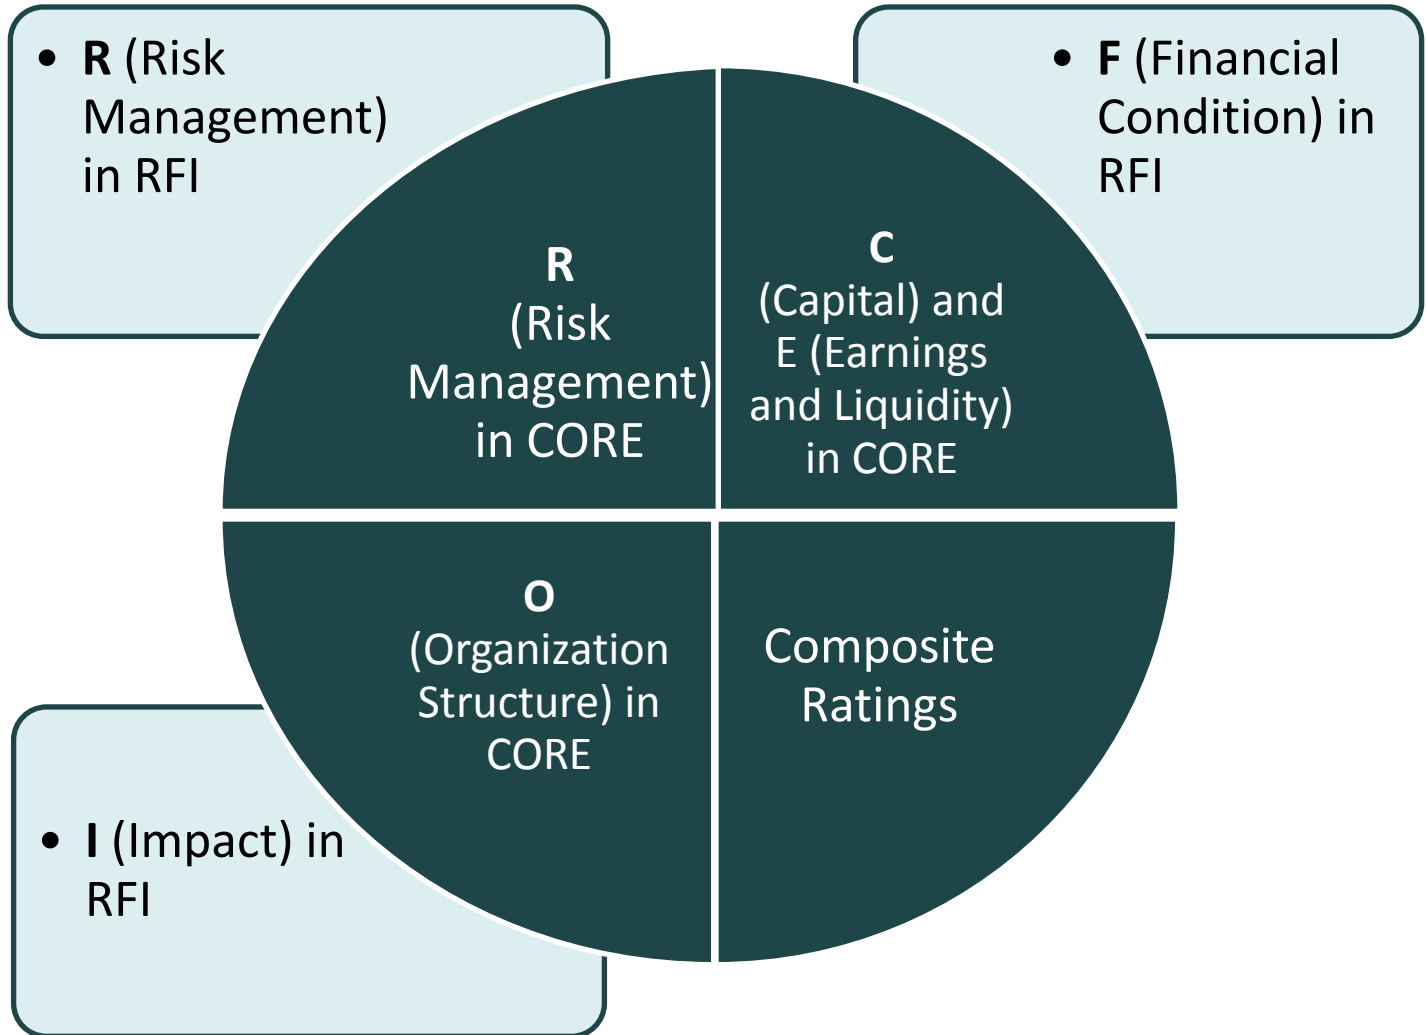 • R (Risk
Management)
in RFI
• F (Financial
Condition) in
RFI
R
(Risk
Management)
in CORE
C
(Capital) and
E (Earnings
and Liquidity)
in CORE
O
(Organization
Structure) in
CORE
Composite
Ratings
• I (Impact) in
RFI